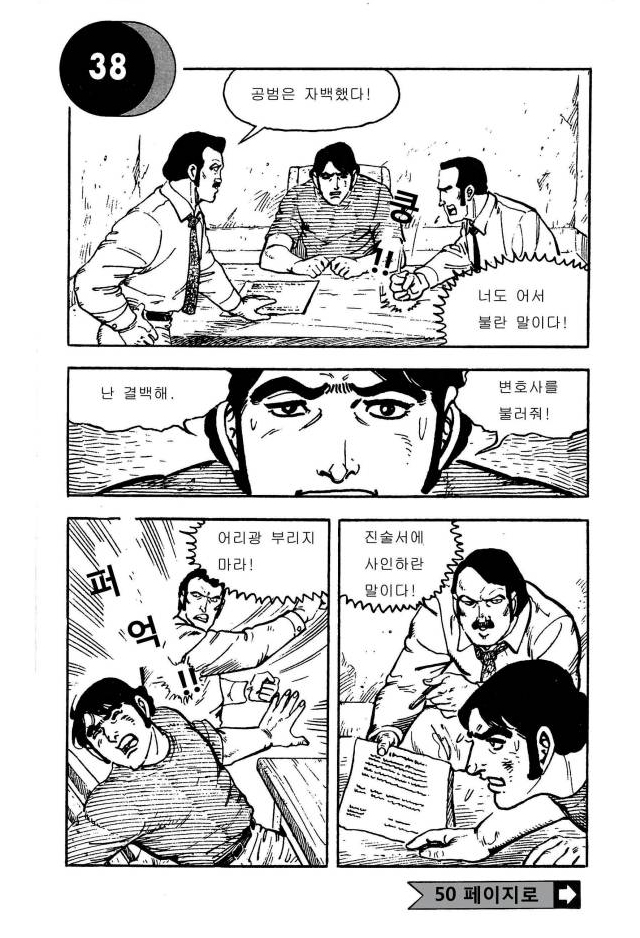 38
공범은 자백했다!
쿵
!!
너도 어서
불란 말이다!
난 결백해.
변호사를
불러줘!
어리광 부리지
마라!
퍼
억
!!
진술서에
사인하란
말이다!
50 페이지로